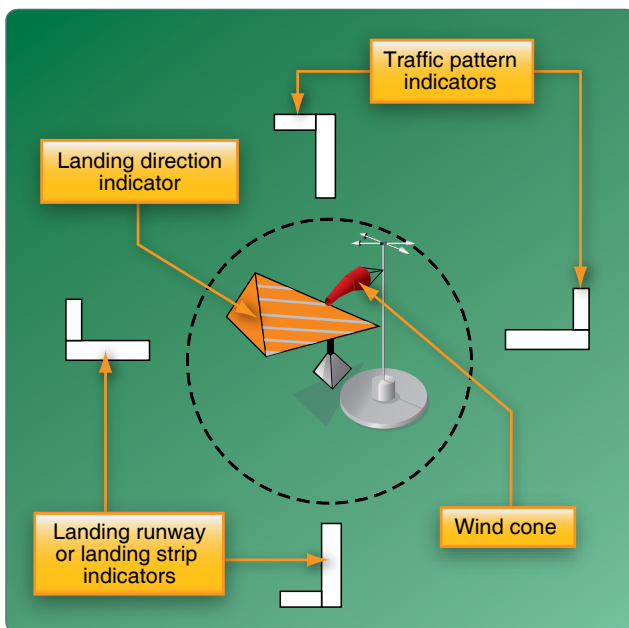 Traffic pattern
indicators
Landing direction
indicator
Landing runway
or landing strip
indicators
Wind cone